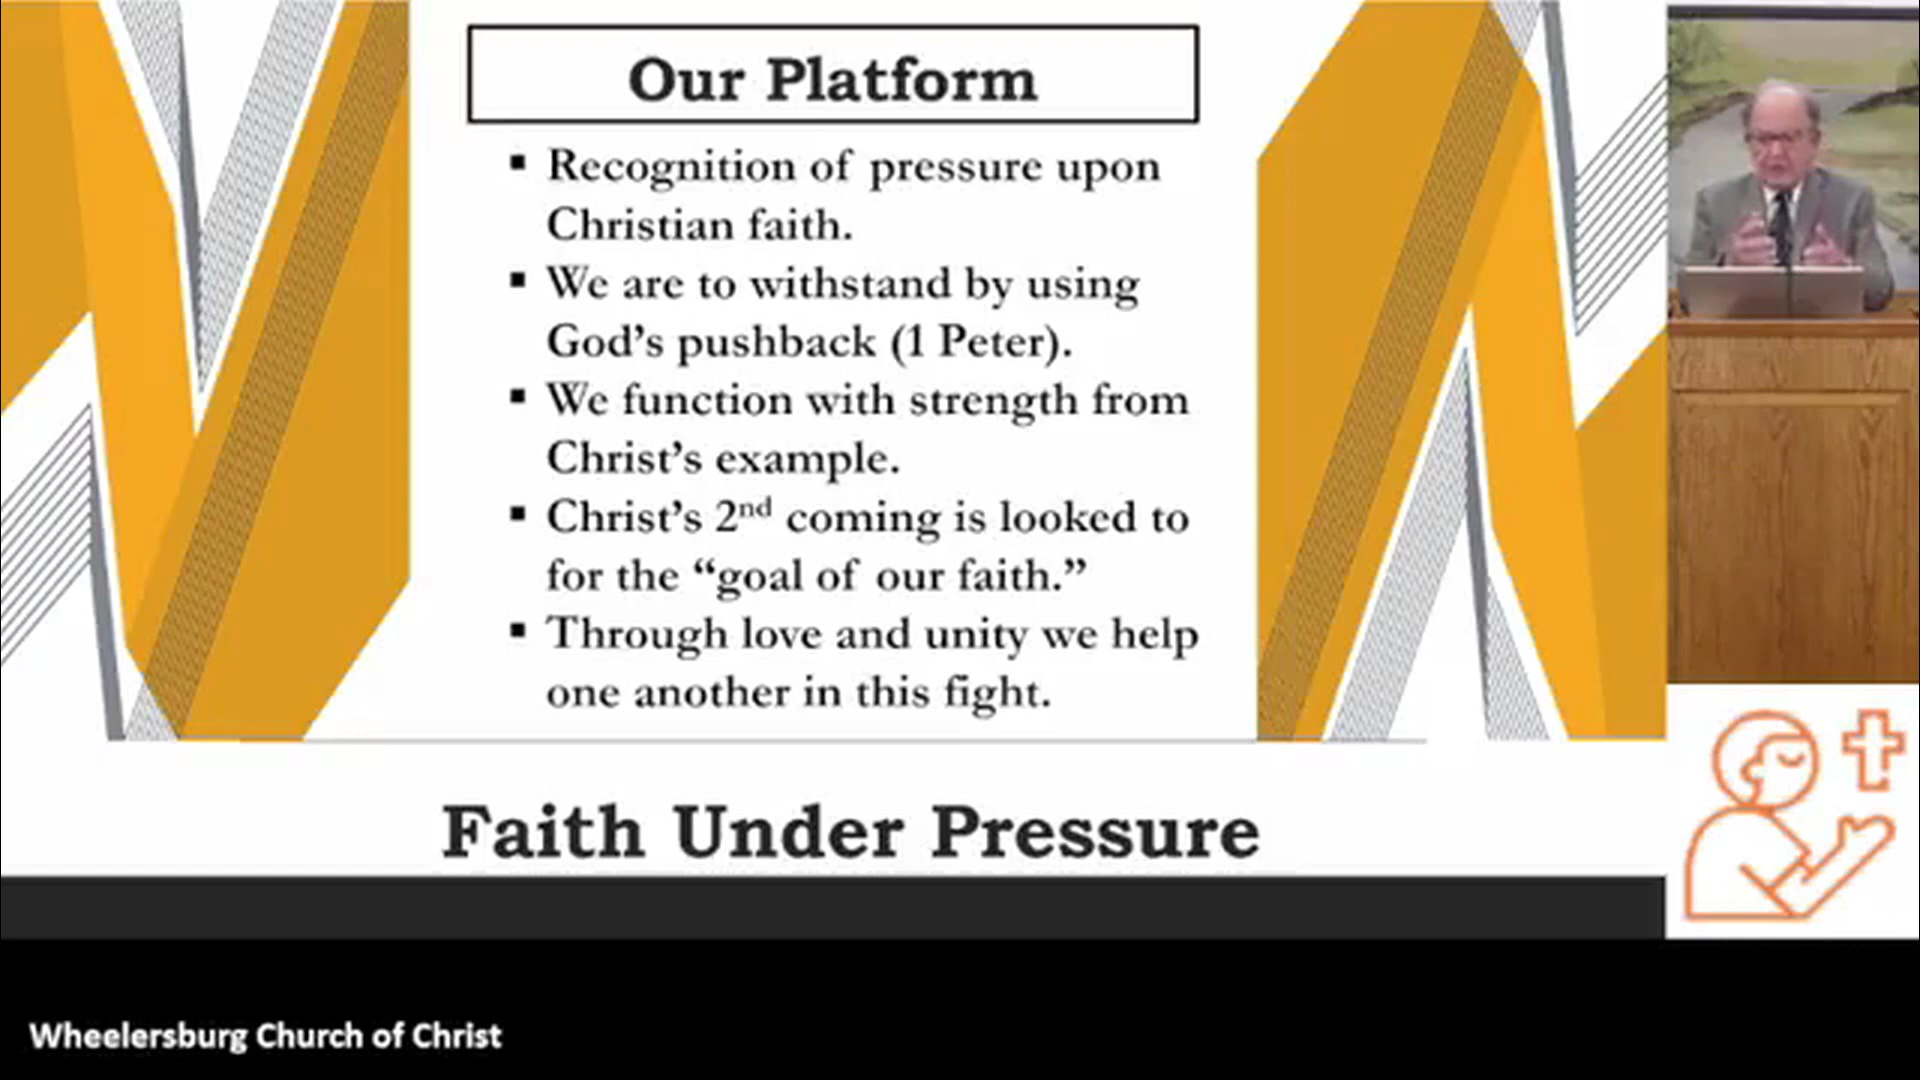 Our Platform
▪ Recognition of pressure upon
Christian faith.
▪ We are to withstand by using
God’s pushback (1 Peter).
▪ We function with strength from
Christ’s example.
▪ Christ’s 2nd coming is looked to
for the “goal of our faith.”
▪ Through love and unity we help
one another in this fight.
Faith Under Pressure
Wheelersburg Church of Christ